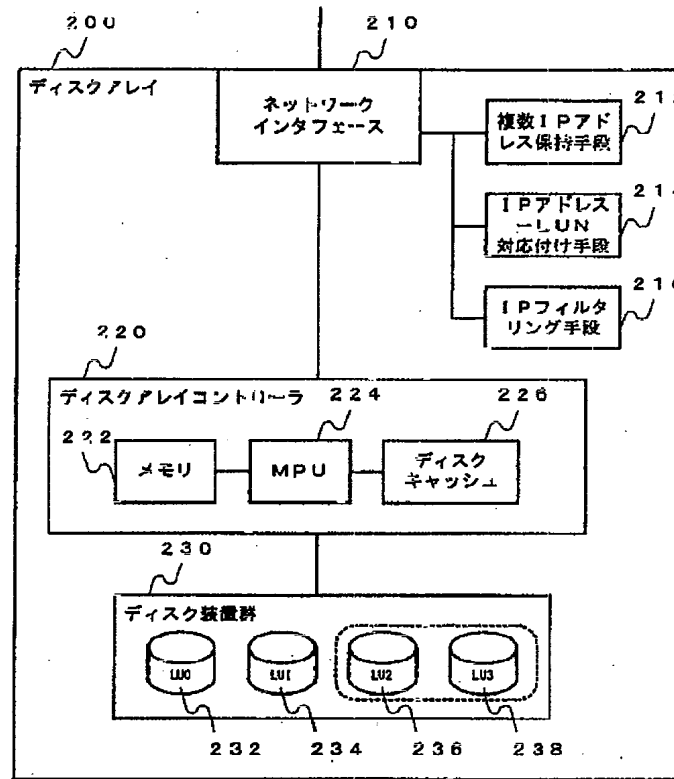 200
210
ディスクアレイ
ネットワーク
インタフェース
複数IPアド
レス保持手段
IPアドレス
ーLUN
対応付け手段
216
IPフィルタ
リング手段
220
ディスクアレイコントローラ
224
226
222
メモリ
MPU
ディスク
キャッシュ
230
ディスク装置群
LU0
LU1
LU2
LU3
232
234
236
238